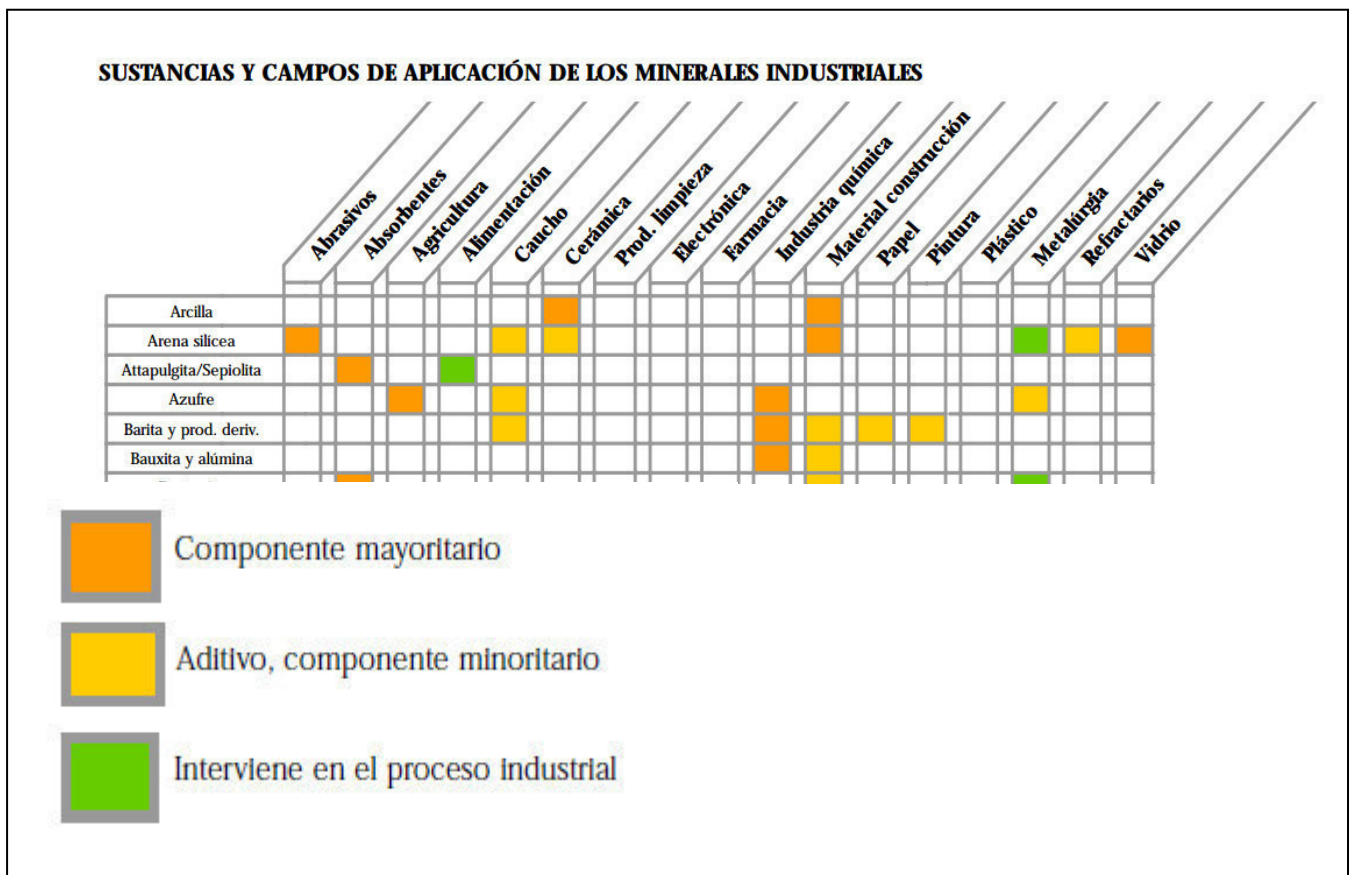 SUSTANCIAS Y CAMPOS DE APLICACIÓN DE LOS MINERALES INDUSTRIALES
Abrasivos
Absorbentes
Agricultura
Alimentación
Caucho
Cerámica
Prod. limpieza
Electrónica
Farmacia
Industria química
Material construcción
Papel
Pintura
Plástico
Metalúrgia
Refractarios
Vidrio
Arcilla
Arena silícea
Attapulgita/Sepiolita
Azufre
Barita y prod. deriv.
Bauxita y alúmina
Componente mayoritario
Aditivo, componente minoritario
Interviene en el proceso industrial